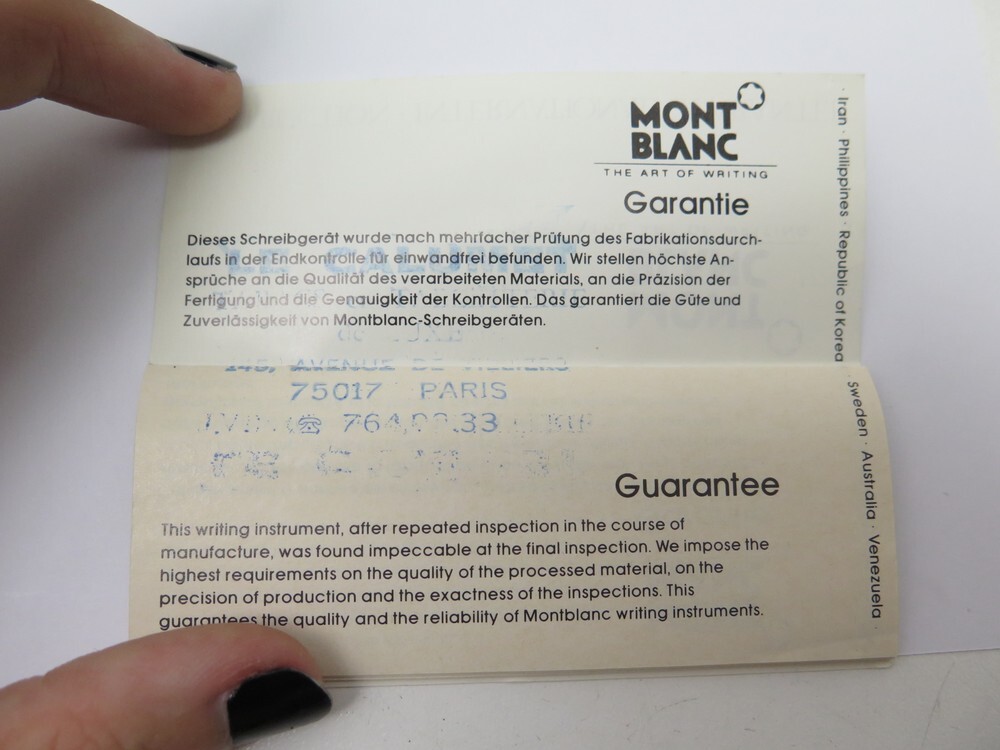 MONT
BLANC
THE ART OF WRITING
Garantie
Dieses Schreibgerät wurde nach mehrfacher Prüfung des Fabrikationsdurch-
laufs in der Endkontrolle für einwandfrei befunden. Wir stellen höchste An-
sprüche an die Qualität des verarbeiteten Materials, an die Präzision der
Fertigung und die Genauigkeit der Kontrollen. Das garantiert die Güte und
Zuverlässigkeit von Montblanc-Schreibgeräten.
LE CALUMET
AVENUE DE VILLIERS
75017 PARIS
Guarantee
This writing instrument, after repeated inspection in the course of
manufacture, was found impeccable at the final inspection. We impose the
highest requirements on the quality of the processed material, on the
precision of production and the exactness of the inspections. This
guarantees the quality and the reliability of Montblanc writing instruments.
· Iran · Philippines · Republic of Korea
· Sweden · Australia · Venezuela ·